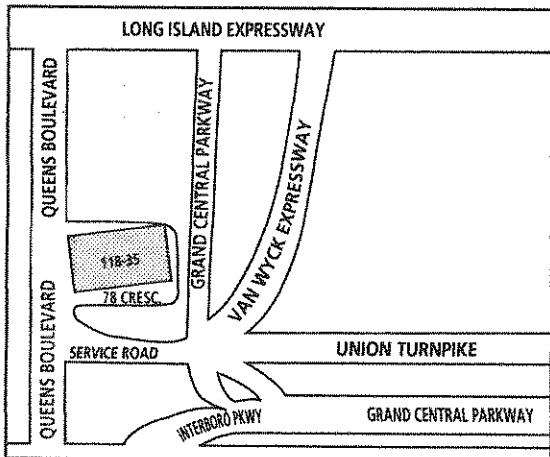 LONG ISLAND EXPRESSWAY
QUEENS BOULEVARD
GRAND CENTRAL PARKWAY
VAN WYCK EXPRESSWAY
118-35
78 CRESC.
QUEENS BOULEVARD
SERVICE ROAD
UNION TURNPIKE
INTERBORO PKWY
GRAND CENTRAL PARKWAY